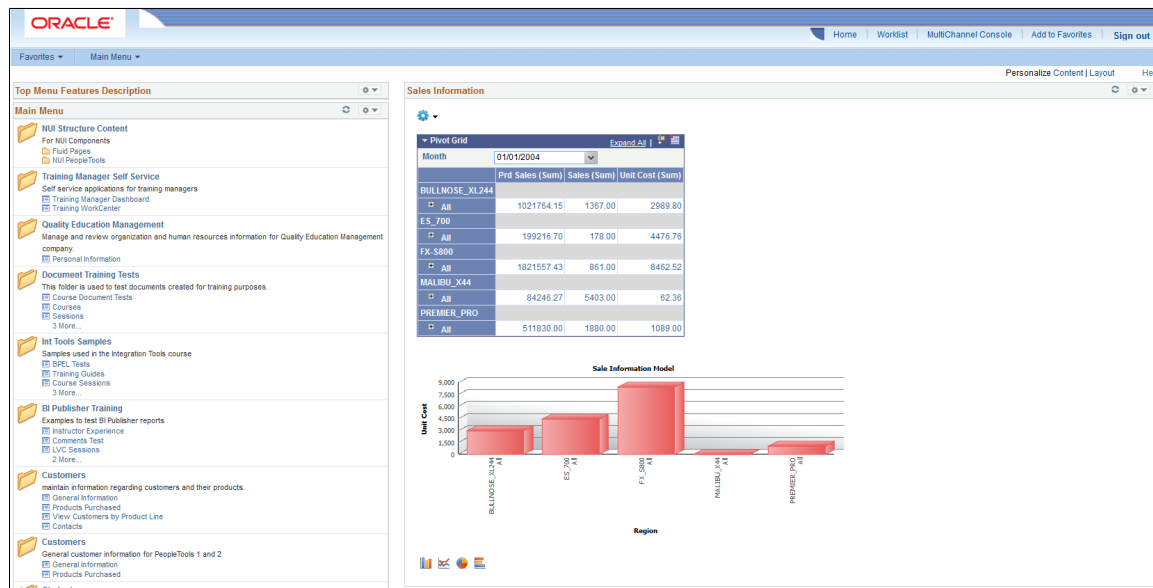 ORACLE'
Home | Worklist | MultiChannel Console | Add to Favorites | Sign out
Favorites Main Menu
Personalize Content | Layout He
Top Menu Features Description
Main Menu
NUI Structure Content
For NUI Components
Fluid Pages
NUI PeopleTools
Training Manager Self Service
Self service applications for training managers
Training Manager Dashboard
Training WorkCenter
Quality Education Management
Manage and review organization and human resources information for Quality Education Management
company.
Personal Information
Document Training Tests
This folder is used to test documents created for training purposes.
Course Document Tests
Courses
Sessions
3 More...
Int Tools Samples
Samples used in the Integration Tools course
BPEL Tests
Training Guides
Course Sessions
3 More...
BI Publisher Training
Examples to test BI Publisher reports
Instructor Experience
Comments Test
LVC Sessions
2 More...
Customers
maintain information regarding customers and their products.
General Information
Products Purchased
View Customers by Product Line
Contacts
Customers
General customer information for PeopleTools 1 and 2
General Information
Products Purchased
Sales Information
Pivot Grid Expand All |
Month 01/01/2004
Prd Sales (Sum) Sales (Sum) Unit Cost (Sum)
BULLNOSE_XL244
All 1021764.15 1367.00 2989.80
ES_700
All 199216.70 178.00 4476.76
FX-S800
All 1821557.43 861.00 8462.52
MALIBU_X44
All 84246.27 5403.00 62.36
PREMIER_PRO
All 511830.00 1880.00 1089.00
Sale Information Model
Unit Cost
9,000
7,500
6,000
4,500
3,000
1,500
0
BULLNOSE_XL244 All
ES_700 All
FX_S800 All
MALIBU_X44 All
PREMIER_PRO All
Region